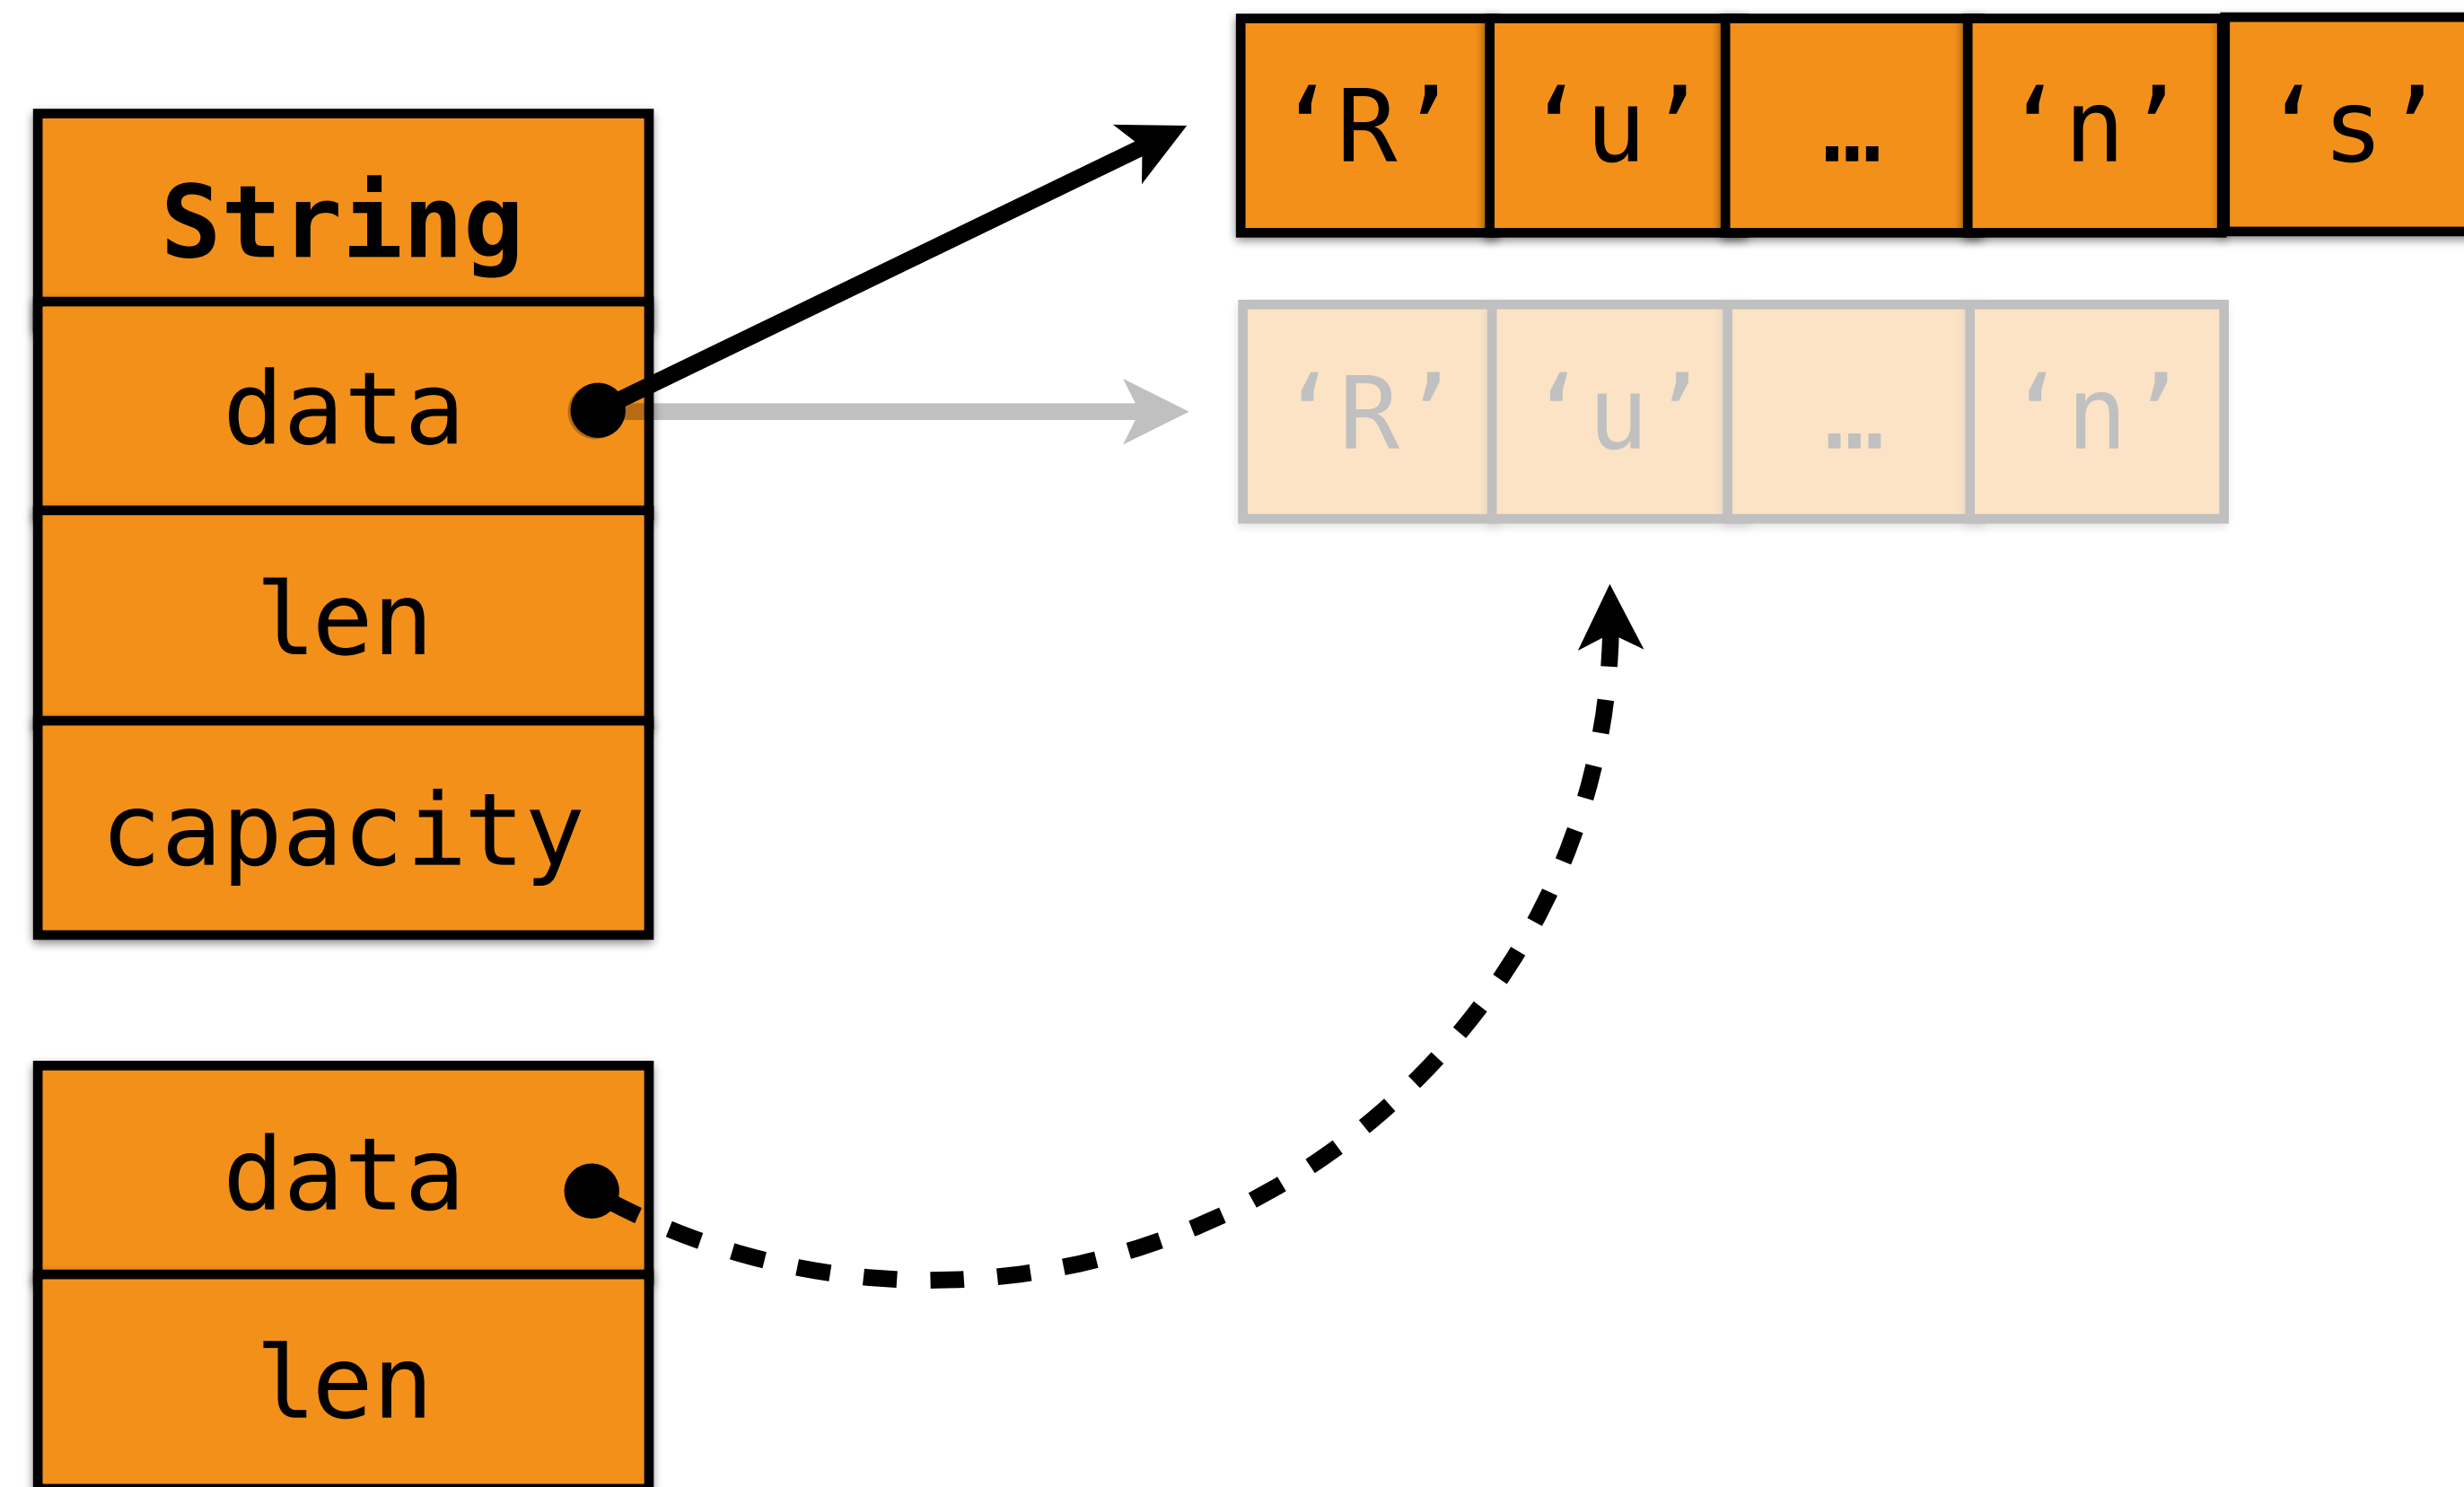 ‘R’ ‘u’ … ‘n’ ‘s’
String
data
‘R’ ‘u’ … ‘n’
len
capacity
data
len